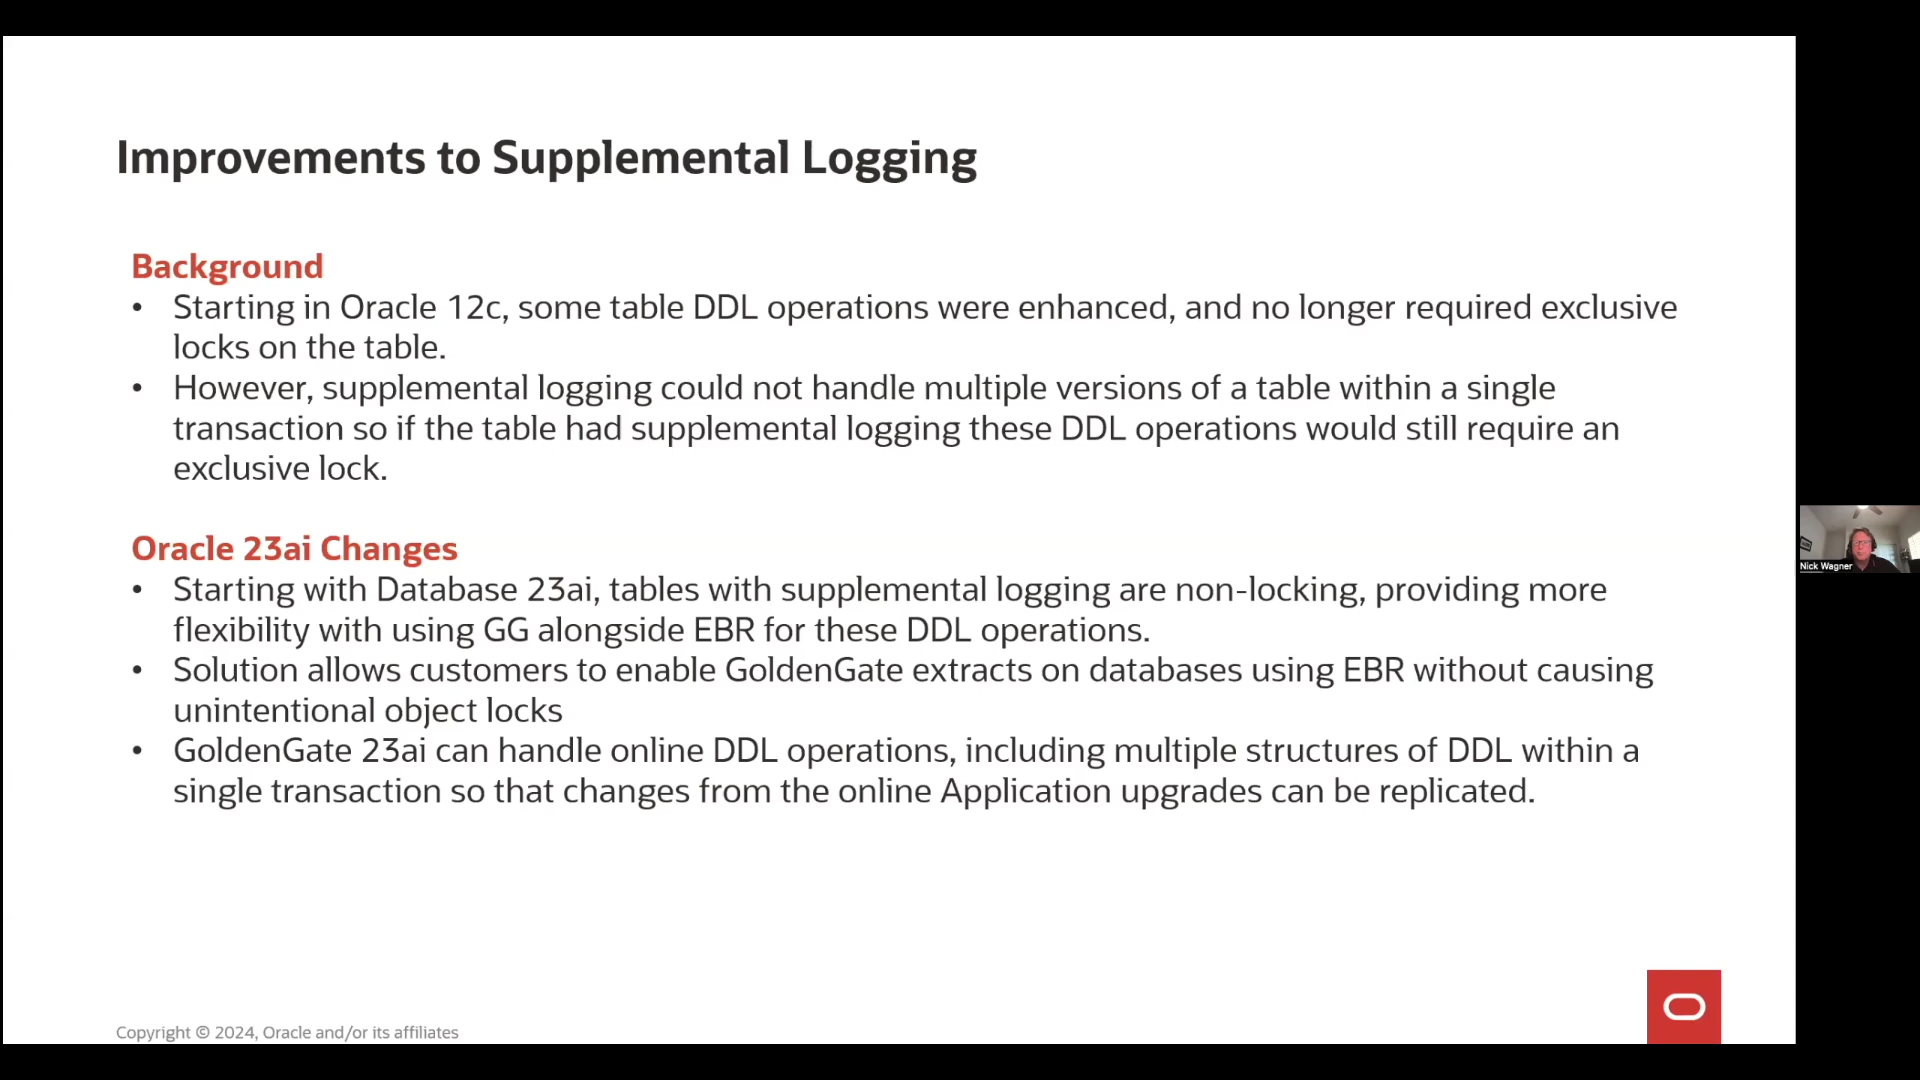 Improvements to Supplemental Logging
Background
• Starting in Oracle 12c, some table DDL operations were enhanced, and no longer required exclusive
locks on the table.
• However, supplemental logging could not handle multiple versions of a table within a single
transaction so if the table had supplemental logging these DDL operations would still require an
exclusive lock.
Oracle 23ai Changes
• Starting with Database 23ai, tables with supplemental logging are non-locking, providing more
flexibility with using GG alongside EBR for these DDL operations.
• Solution allows customers to enable GoldenGate extracts on databases using EBR without causing
unintentional object locks
• GoldenGate 23ai can handle online DDL operations, including multiple structures of DDL within a
single transaction so that changes from the online Application upgrades can be replicated.
Nick Wagner
Copyright © 2024, Oracle and/or its affiliates